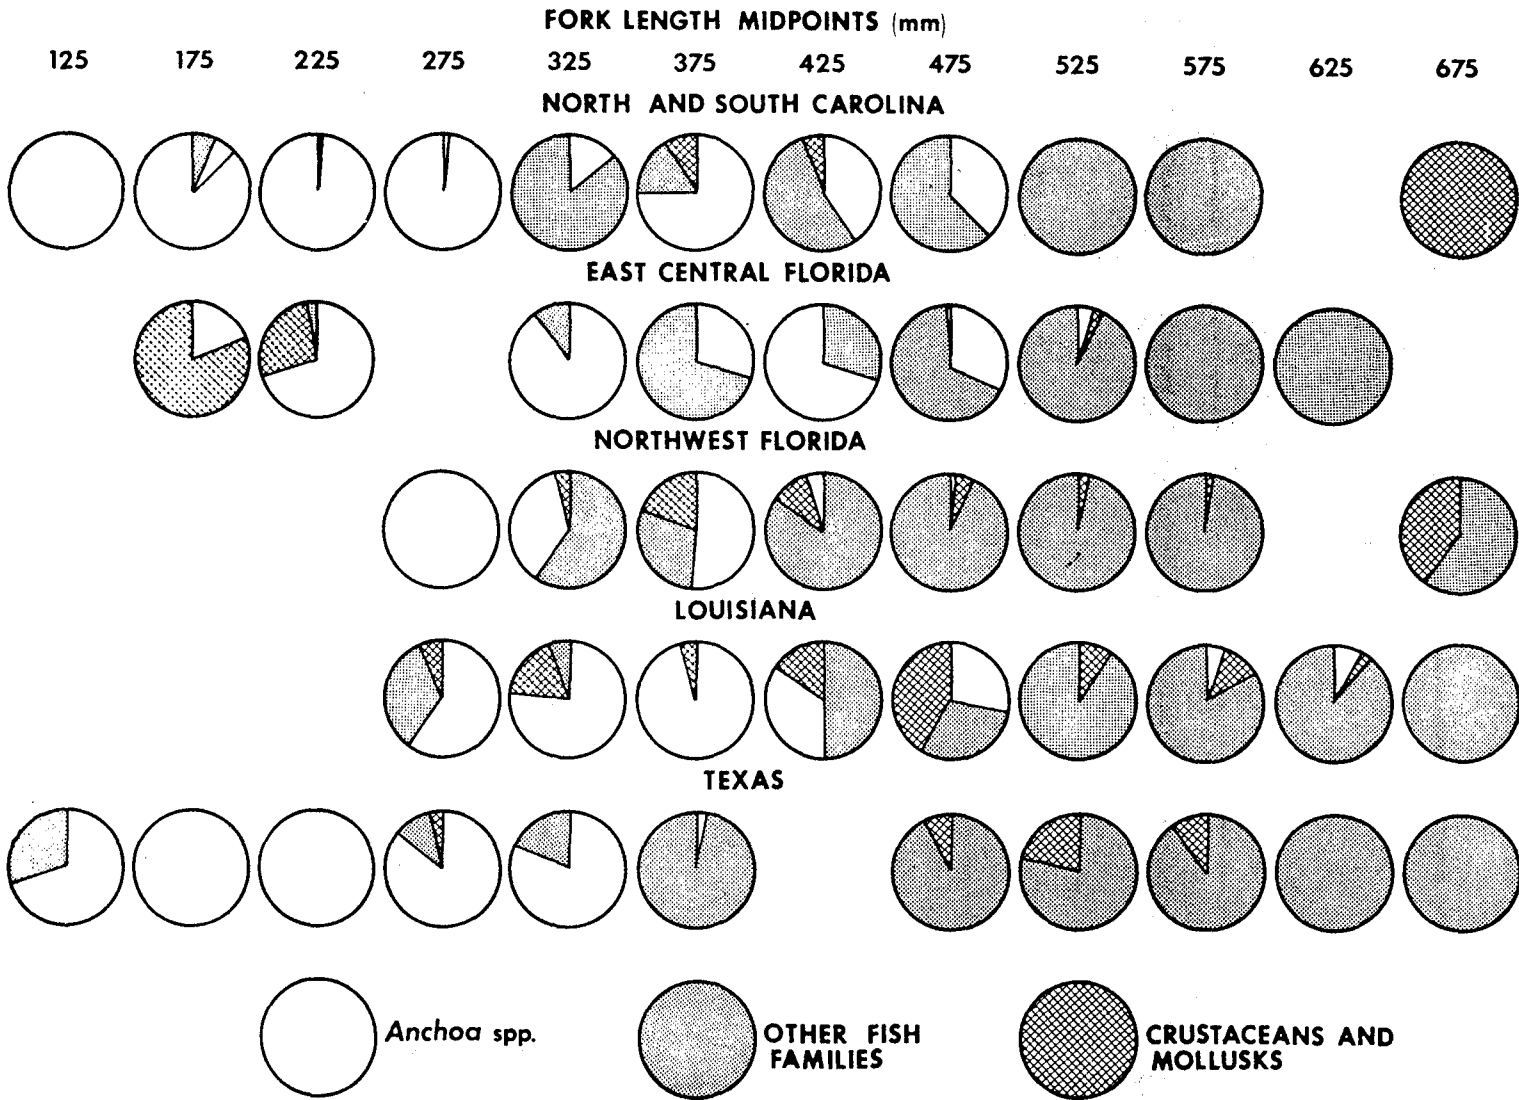 FORK LENGTH MIDPOINTS (mm)
125 175 225 275 325 375 425 475 525 575 625 675
NORTH AND SOUTH CAROLINA
EAST CENTRAL FLORIDA
NORTHWEST FLORIDA
LOUISIANA
TEXAS
Anchoa spp.
OTHER FISH
FAMILIES
CRUSTACEANS AND
MOLLUSKS